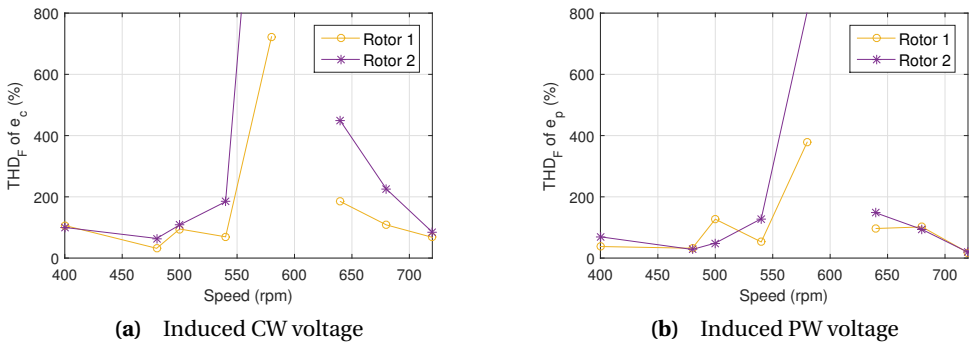 800
600
400
200
0
THD_F of e_c (%)
400 450 500 550 600 650 700
Speed (rpm)
Rotor 1
Rotor 2
(a) Induced CW voltage
800
600
400
200
0
THD_F of e_p (%)
400 450 500 550 600 650 700
Speed (rpm)
Rotor 1
Rotor 2
(b) Induced PW voltage